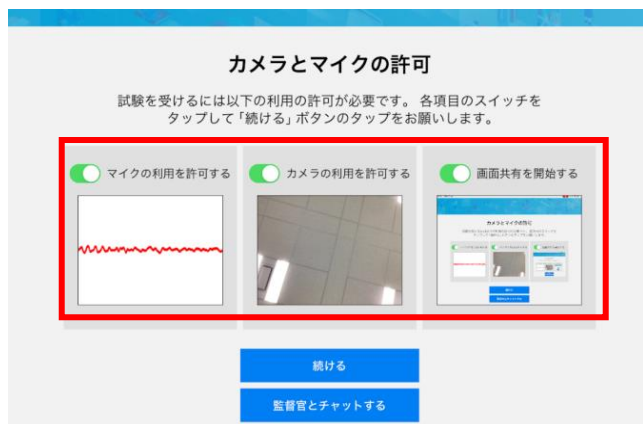 カメラとマイクの許可
試験を受けるには以下の利用の許可が必要です。 各項目のスイッチを
タップして「続ける」ボタンのタップをお願いします。
マイクの利用を許可する
カメラの利用を許可する
画面共有を開始する
カメラとマイクの許可
続ける
監督官とチャットする